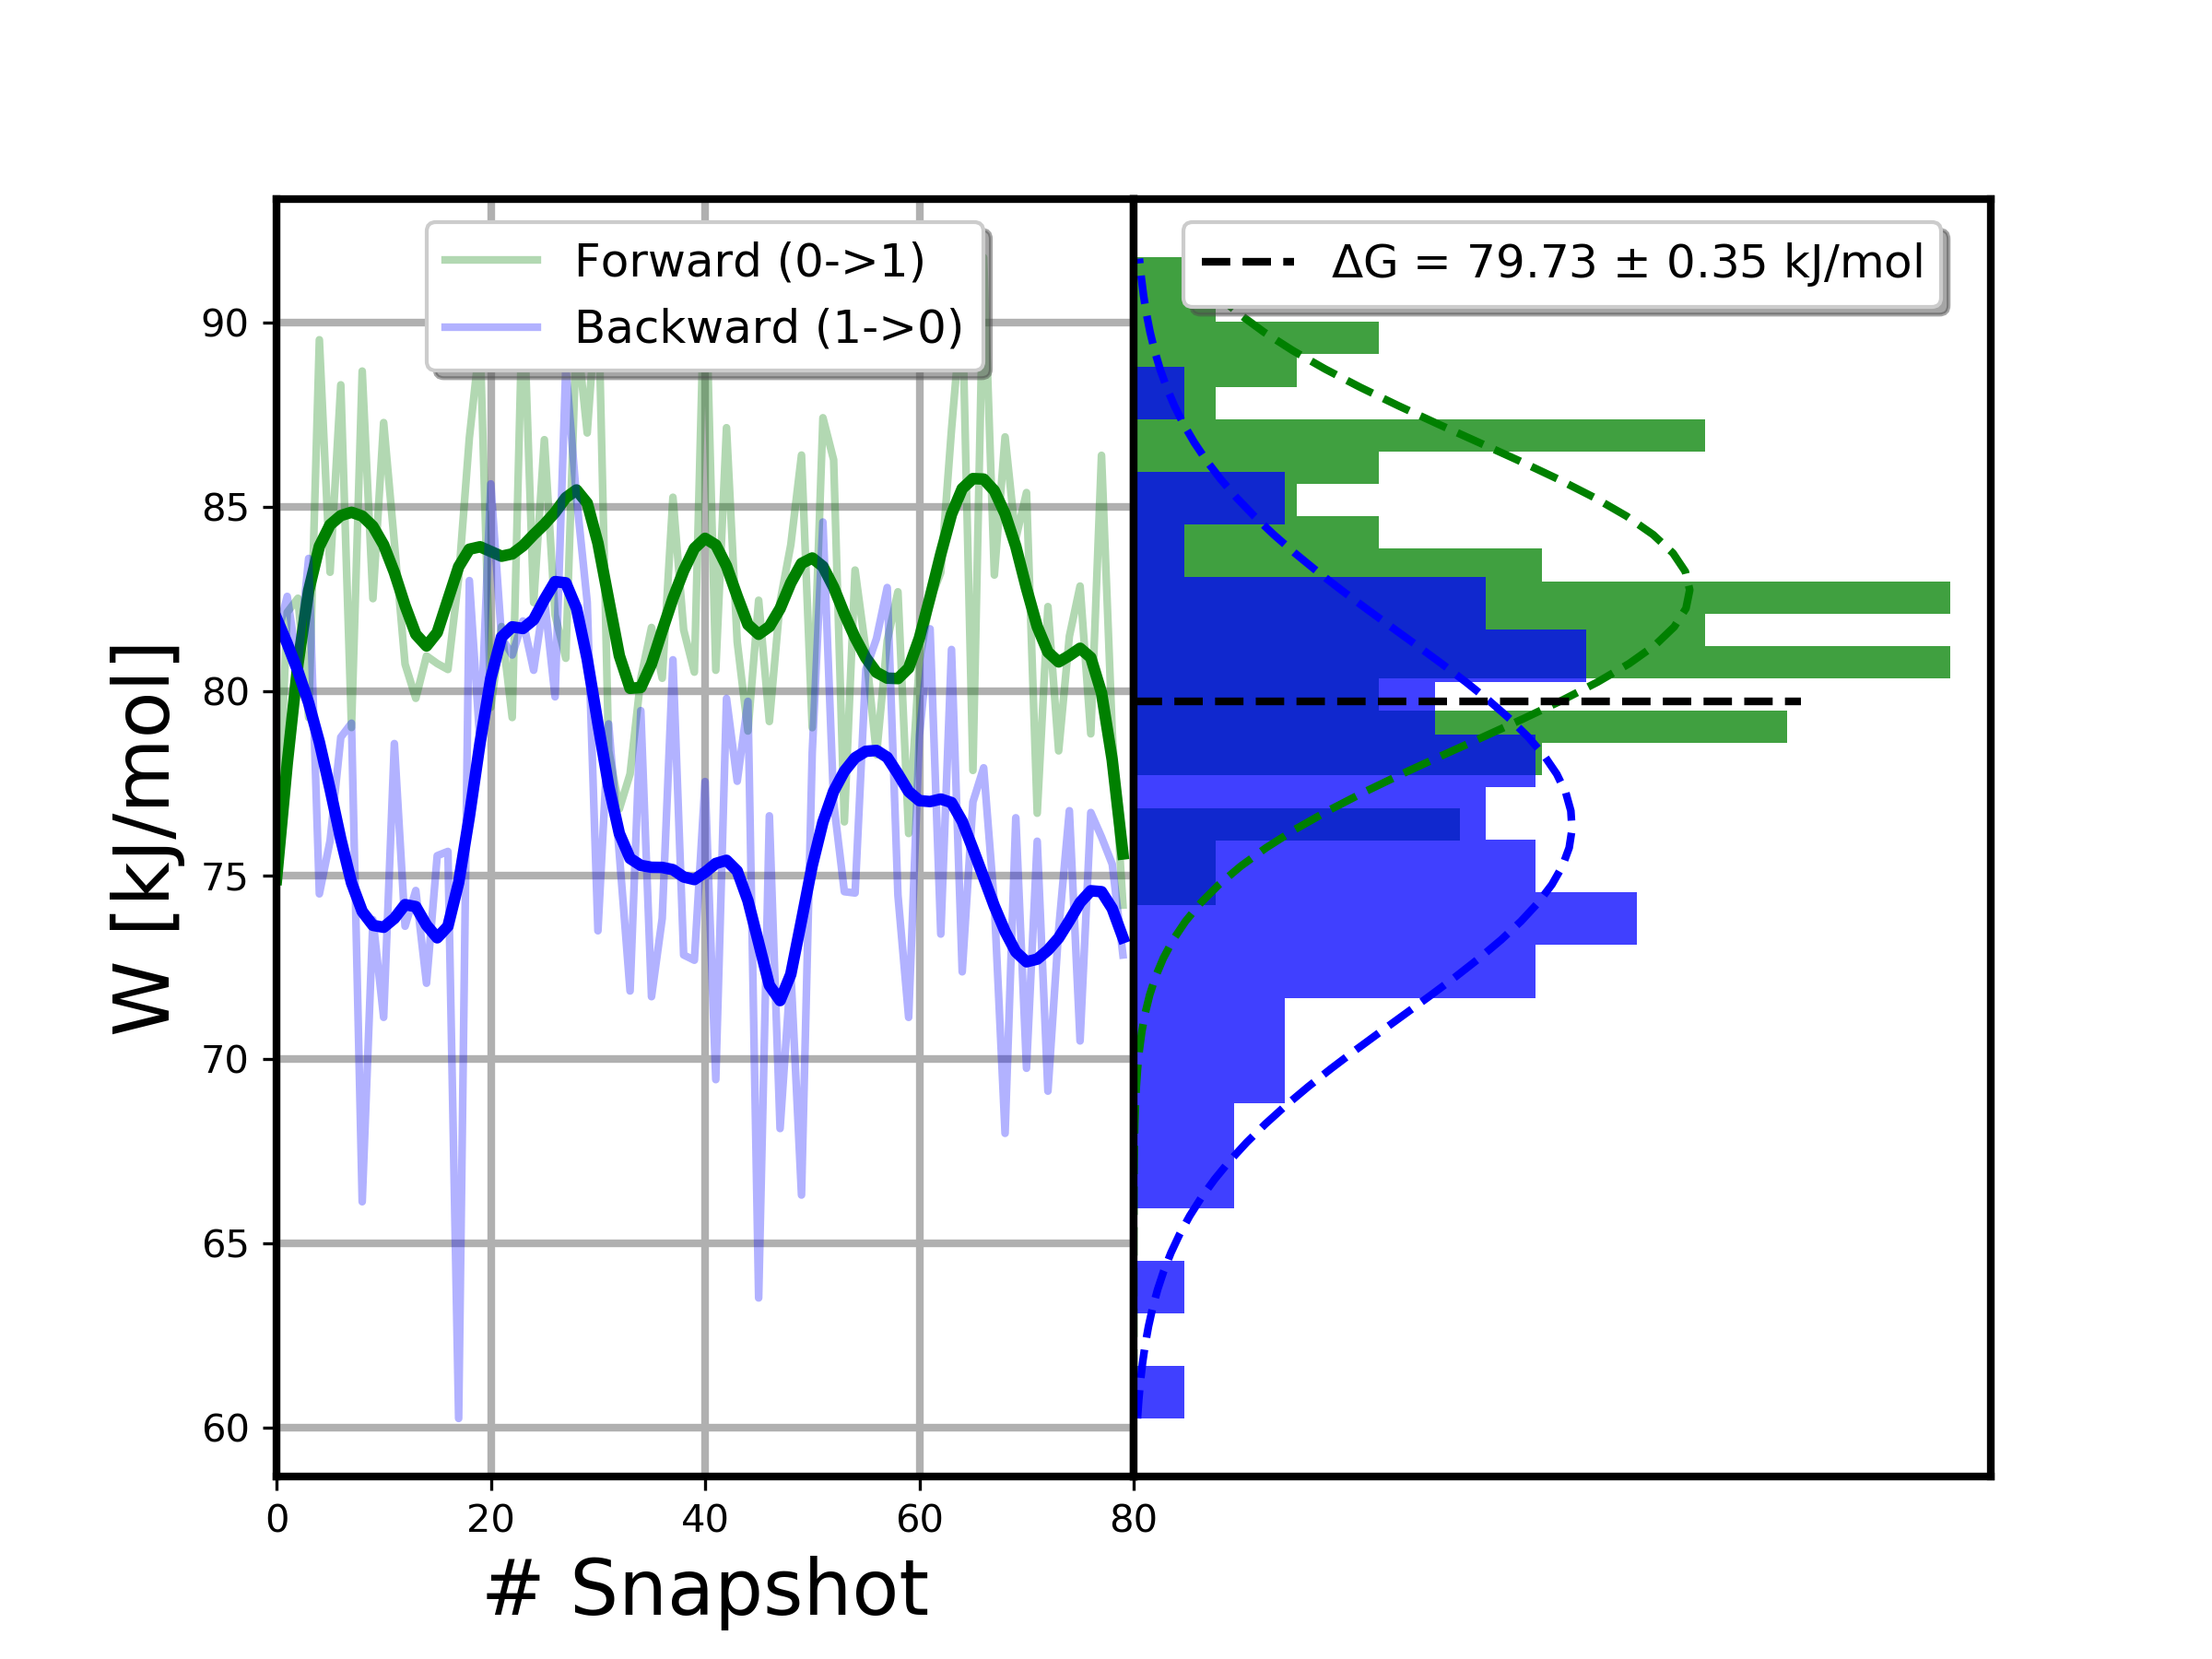 Forward (0->1)
Backward (1->0)
ΔG = 79.73 ± 0.35 kJ/mol
W [kJ/mol]
90
85
80
75
70
65
60
0 20 40 60 80
# Snapshot